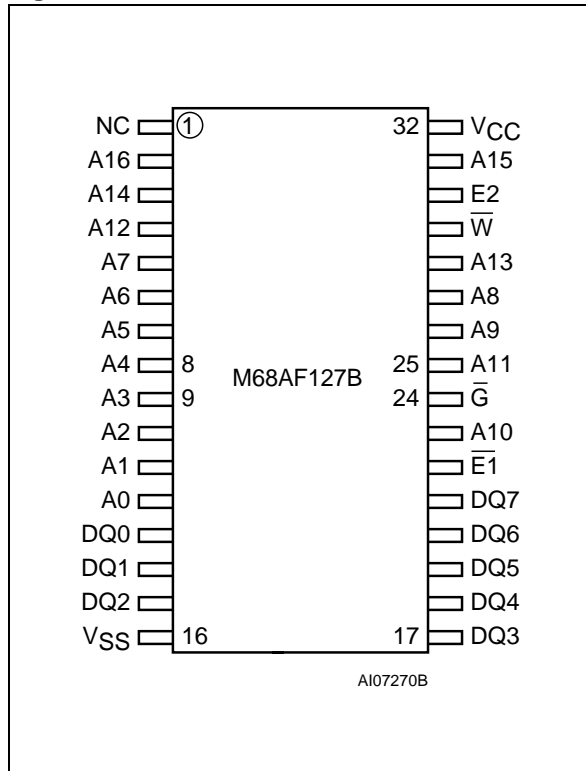 NC 1 32 VCC
A16 A15
A14 E2
A12 W̅
A7 A13
A6 A8
A5 A9
A4 8 25 A11
M68AF127B
A3 9 24 G̅
A2 A10
A1 E̅1̅
A0 DQ7
DQ0 DQ6
DQ1 DQ5
DQ2 DQ4
VSS 16 17 DQ3
AI07270B